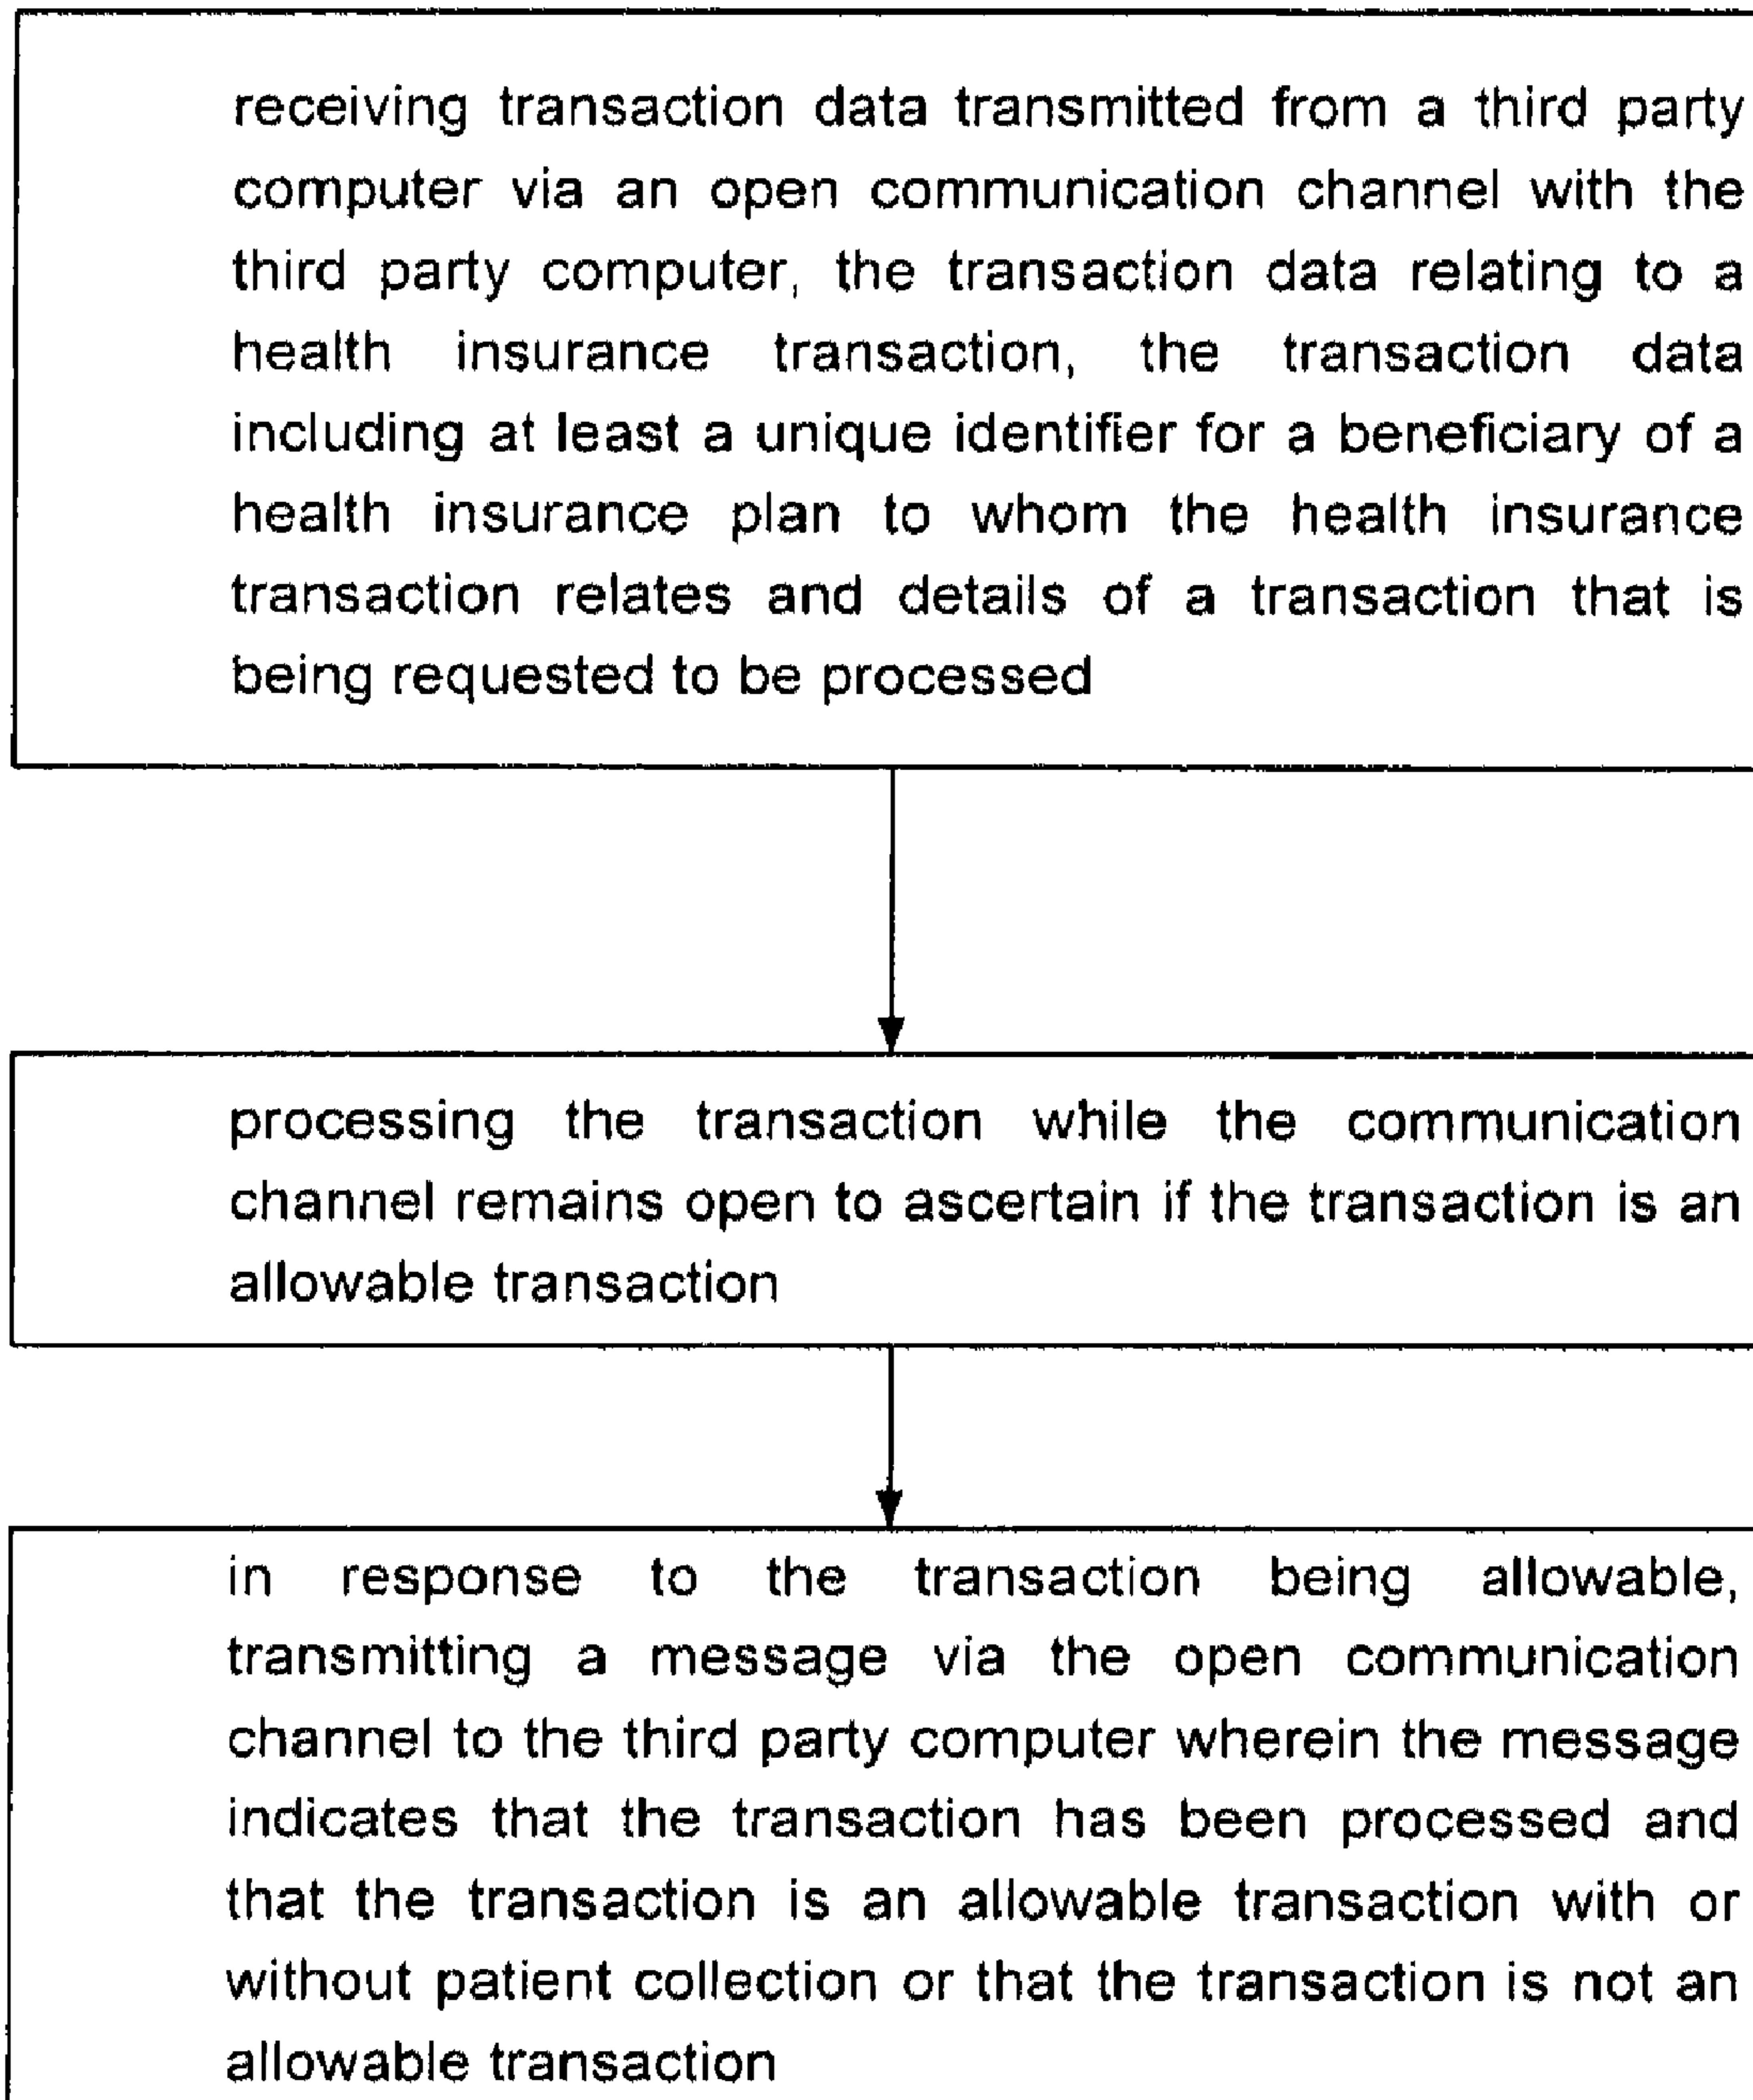 receiving transaction data transmitted from a third party
computer via an open communication channel with the
third party computer, the transaction data relating to a
health insurance transaction, the transaction data
including at least a unique identifier for a beneficiary of a
health insurance plan to whom the health insurance
transaction relates and details of a transaction that is
being requested to be processed
processing the transaction while the communication
channel remains open to ascertain if the transaction is an
allowable transaction
in response to the transaction being allowable,
transmitting a message via the open communication
channel to the third party computer wherein the message
indicates that the transaction has been processed and
that the transaction is an allowable transaction with or
without patient collection or that the transaction is not an
allowable transaction